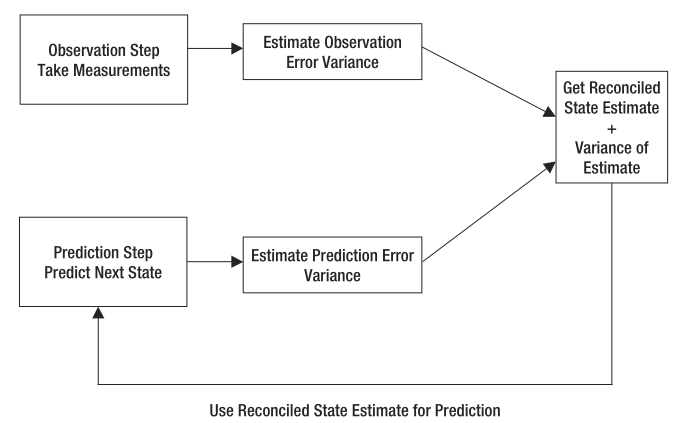 Observation Step
Take Measurements
Estimate Observation
Error Variance
Get Reconciled
State Estimate
+
Variance of
Estimate
Prediction Step
Predict Next State
Estimate Prediction Error
Variance
Use Reconciled State Estimate for Prediction